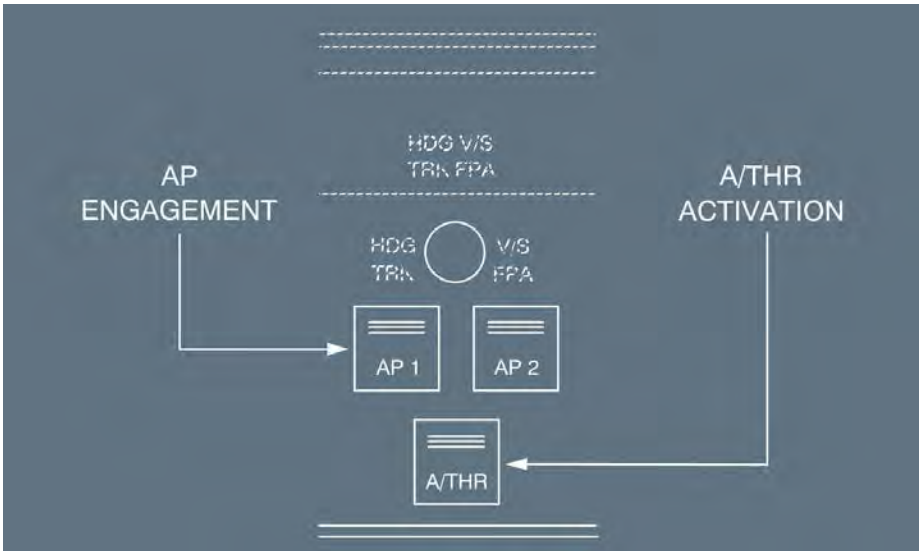 HDG V/S
TRK FPA
AP
ENGAGEMENT
A/THR
ACTIVATION
HDG V/S
TRK FPA
AP 1 AP 2
A/THR